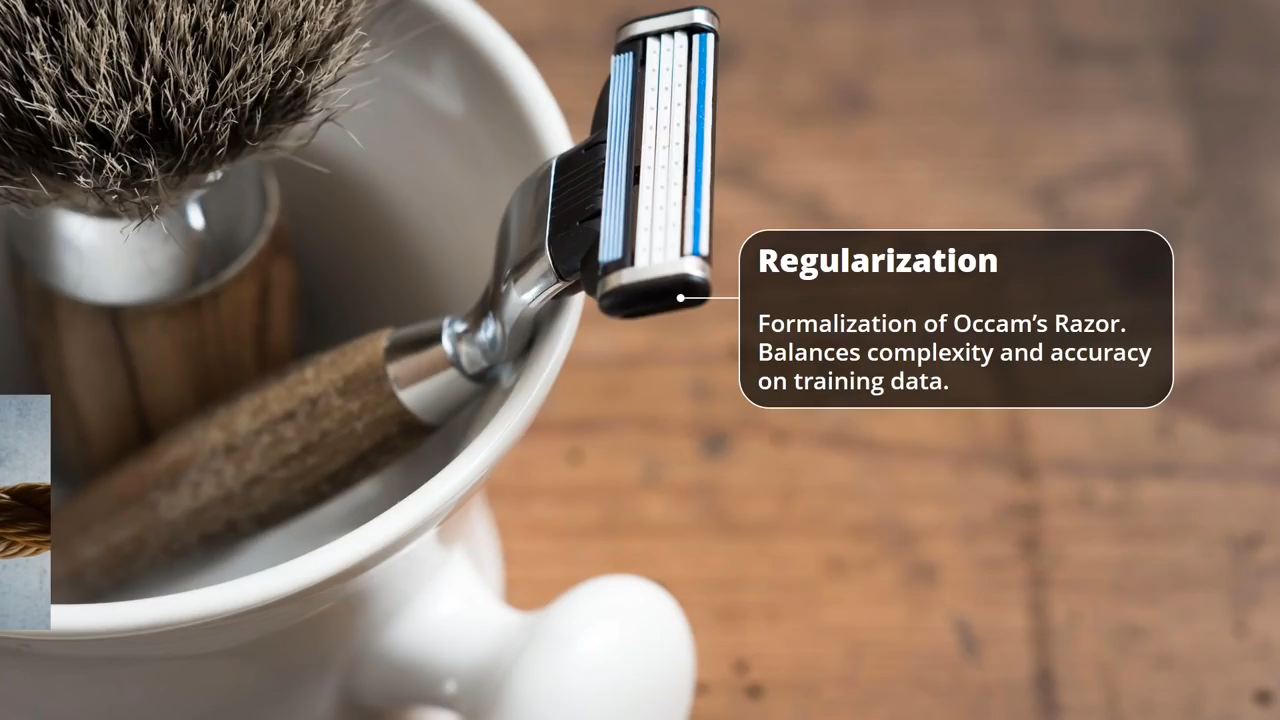 Regularization
Formalization of Occam’s Razor.
Balances complexity and accuracy
on training data.